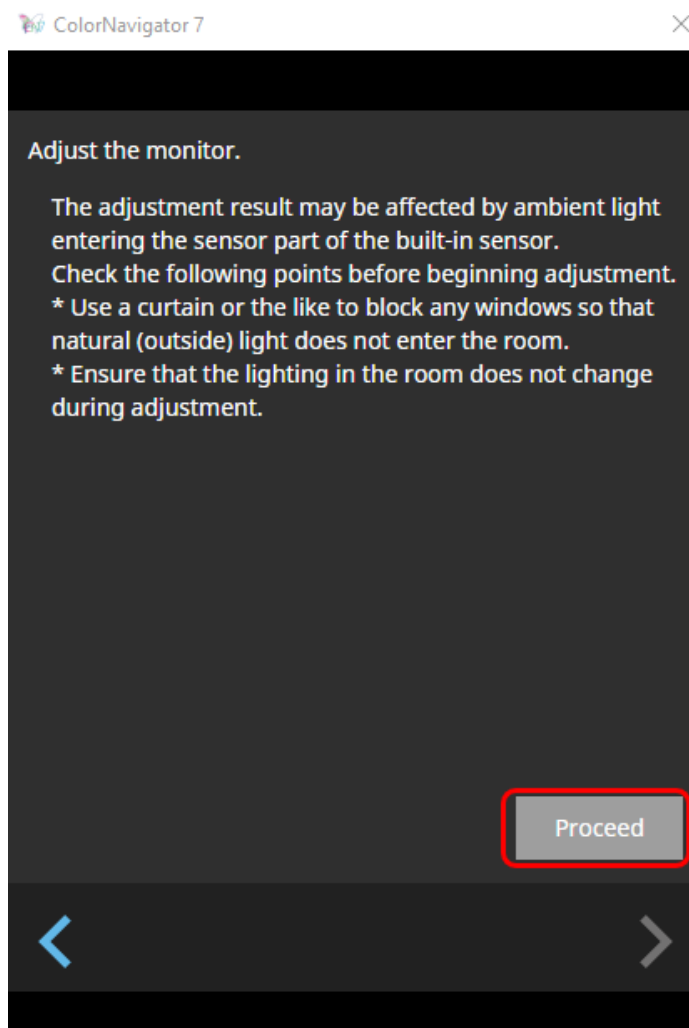 ColorNavigator 7
Adjust the monitor.
The adjustment result may be affected by ambient light
entering the sensor part of the built-in sensor.
Check the following points before beginning adjustment.
* Use a curtain or the like to block any windows so that
natural (outside) light does not enter the room.
* Ensure that the lighting in the room does not change
during adjustment.
Proceed